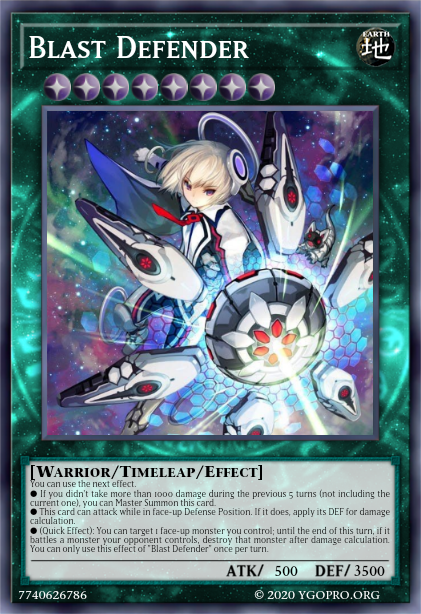 Blast Defender
EARTH
地
[Warrior/Timeleap/Effect]
You can use the next effect.
● If you didn't take more than 1000 damage during the previous 5 turns (not including the
current one), you can Master Summon this card.
● This card can attack while in face-up Defense Position. If it does, apply its DEF for damage
calculation.
● (Quick Effect): You can target 1 face-up monster you control; until the end of this turn, if it
battles a monster your opponent controls, destroy that monster after damage calculation.
You can only use this effect of "Blast Defender" once per turn.
ATK/ 500 DEF/ 3500
7740626786 © 2020 YGOPRO.ORG